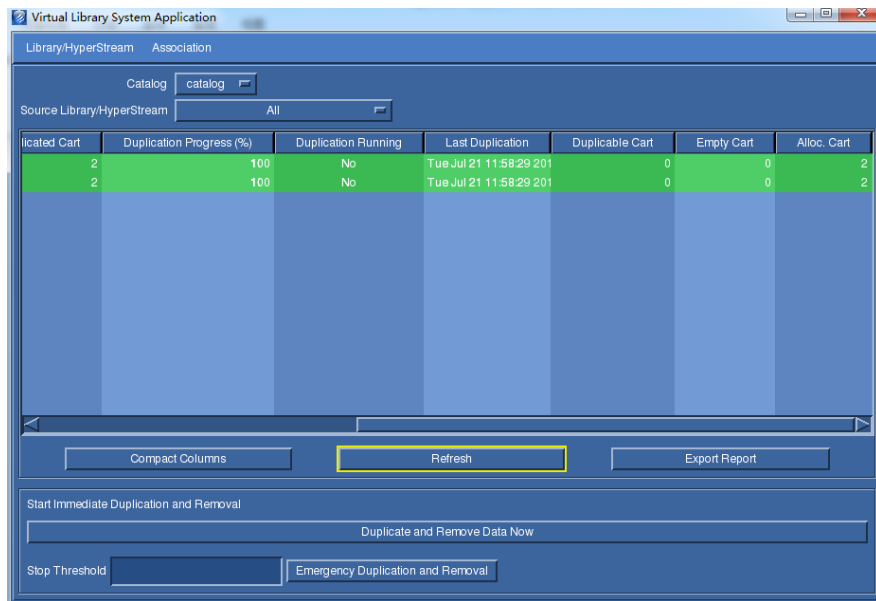 Virtual Library System Application
Library/HyperStream Association
Catalog catalog
Source Library/HyperStream All
licated Cart Duplication Progress (%) Duplication Running Last Duplication Duplicable Cart Empty Cart Alloc. Cart
2 100 No Tue Jul 21 11:58:29 201 0 0 2
2 100 No Tue Jul 21 11:58:29 201 0 0 2
Compact Columns Refresh Export Report
Start Immediate Duplication and Removal
Duplicate and Remove Data Now
Stop Threshold Emergency Duplication and Removal